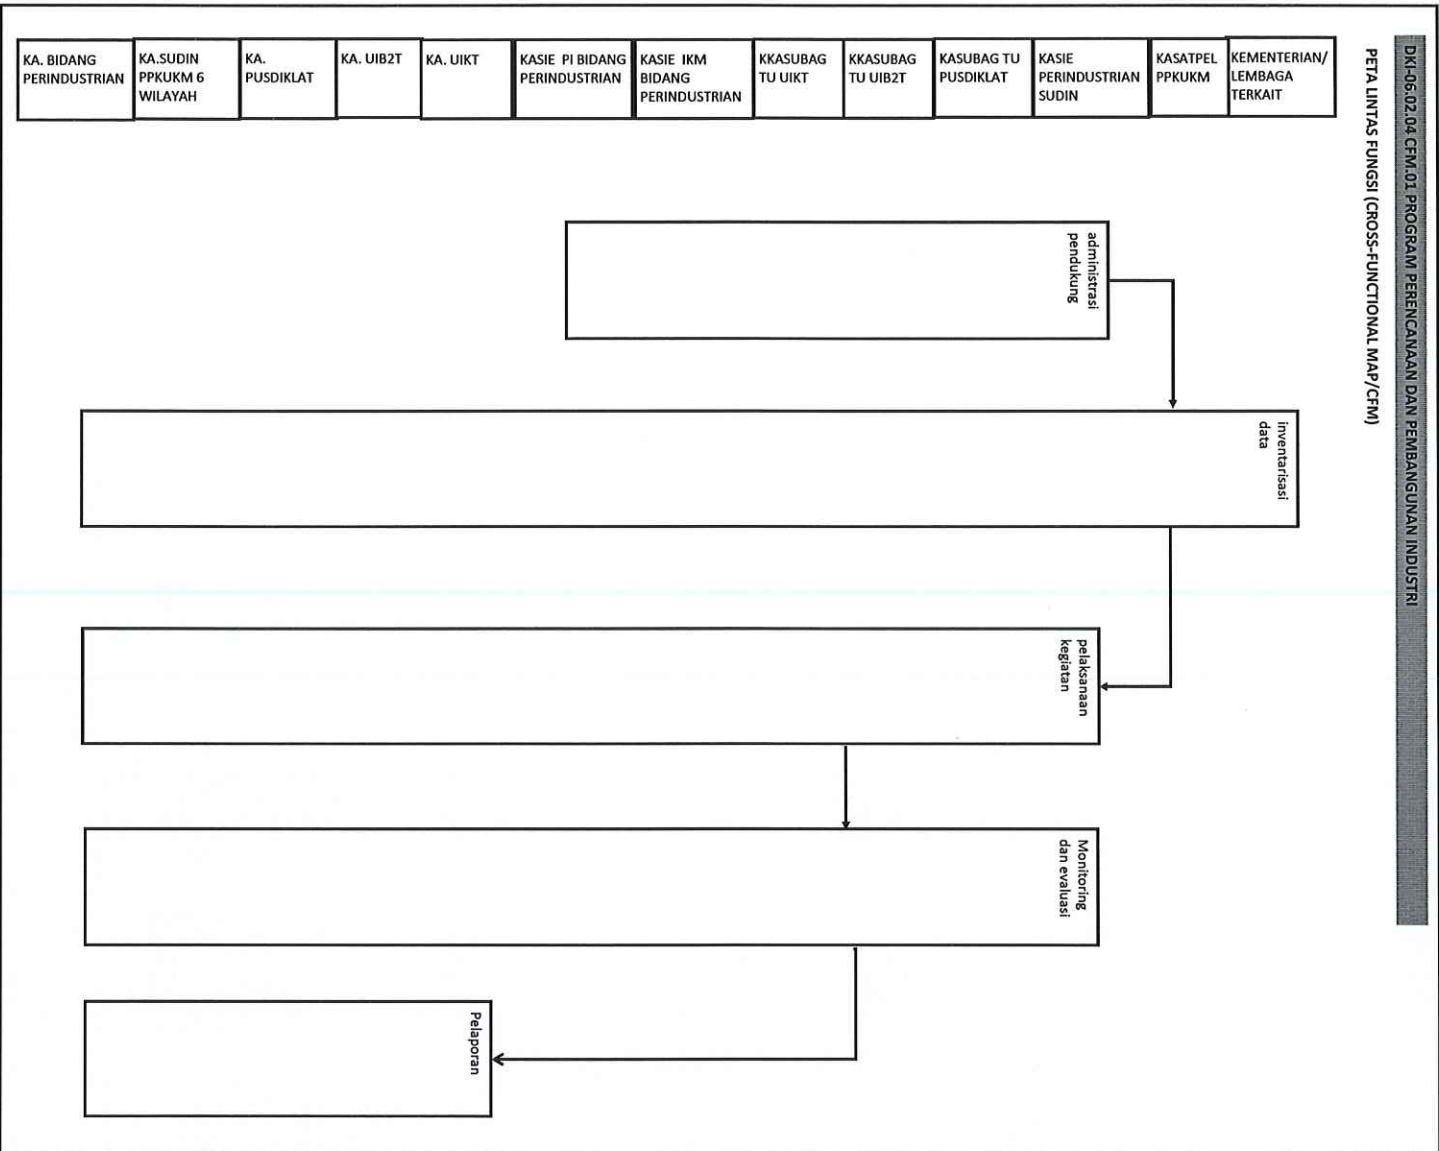 DKI-06.02.04 CFM.01 PROGRAM PERENCANAAN DAN PEMBANGUNAN INDUSTRI
PETA LINTAS FUNGSI (CROSS-FUNCTIONAL MAP/CFM)
KA. BIDANG
PERINDUSTRIAN
KA.SUDIN
PPKUKM 6
WILAYAH
KA.
PUSDIKLAT
KA. UIB2T
KA. UIKT
KASIE PI BIDANG
PERINDUSTRIAN
KASIE IKM
BIDANG
PERINDUSTRIAN
KKASUBAG
TU UIKT
KKASUBAG
TU UIB2T
KASUBAG TU
PUSDIKLAT
KASIE
PERINDUSTRIAN
SUDIN
KASATPEL
PPKUKM
KEMENTERIAN/
LEMBAGA
TERKAIT
administrasi
pendukung
inventarisasi
data
pelaksanaan
kegiatan
Monitoring
dan evaluasi
Pelaporan